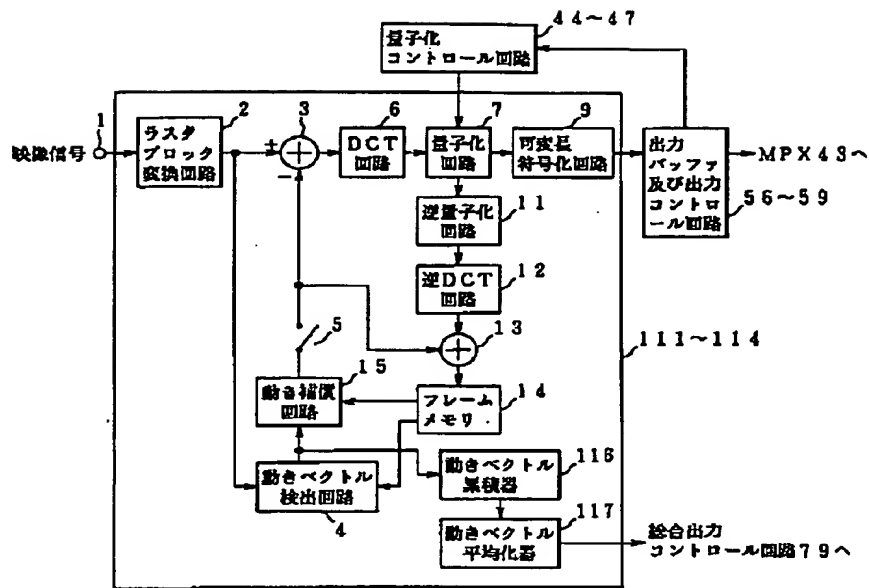 44〜47
量子化
コントロール回路
1
映像信号
2
ラスタ
ブロック
変換回路
3
+
−
6
DCT
回路
7
量子化
回路
9
可変長
符号化回路
出力
バッファ
及び出力
コントロ
ール回路
MPX43へ
56〜59
11
逆量子化
回路
12
逆DCT
回路
13
5
111〜114
15
動き補償
回路
14
フレーム
メモリ
動きベクトル
検出回路
4
116
動きベクトル
累積器
117
動きベクトル
平均化器
総合出力
コントロール回路79へ